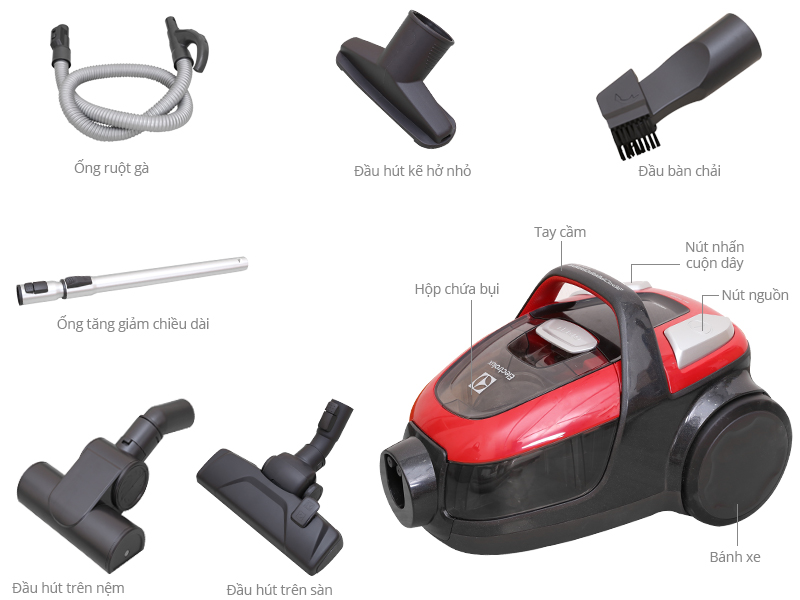 Ống ruột gà
Đầu hút kẽ hở nhỏ
Đầu bàn chải
Ống tăng giảm chiều dài
Tay cầm
Nút nhấn
cuộn dây
Hộp chứa bụi
Nút nguồn
Electrolux
Bánh xe
Đầu hút trên nệm
Đầu hút trên sàn